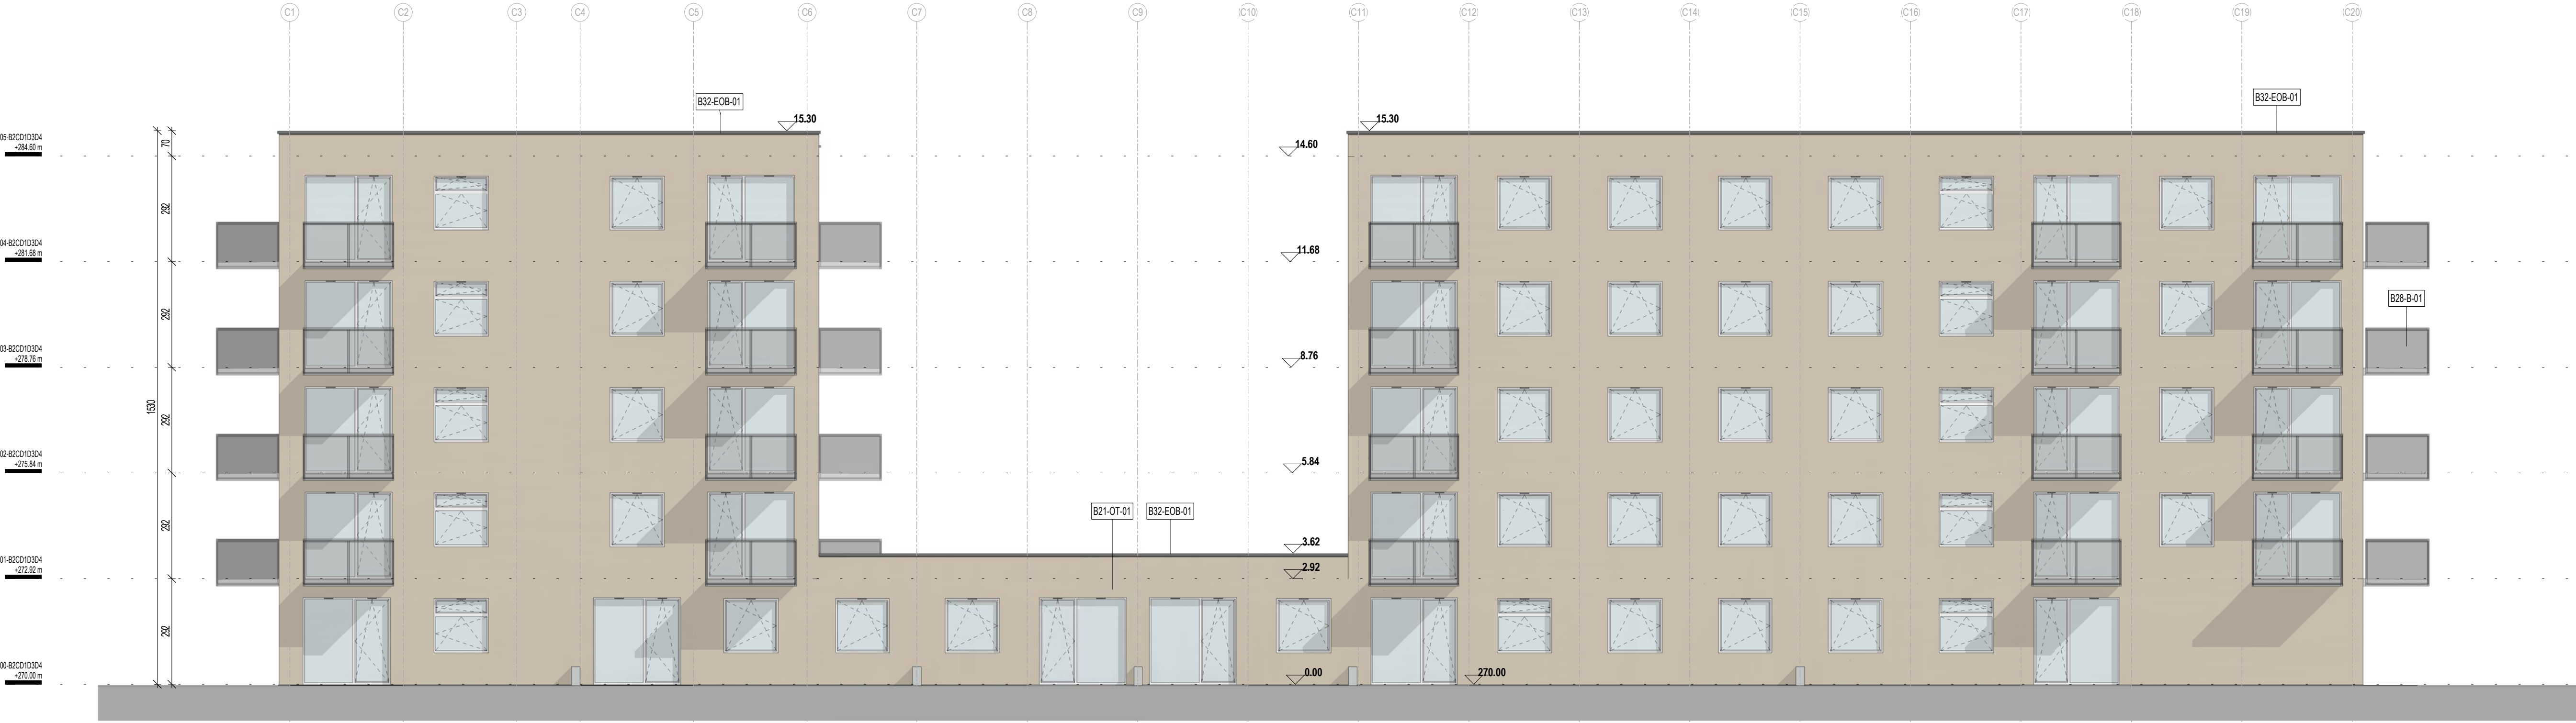 C1 C2 C3 C4 C5 C6 C7 C8 C9 (C10) (C11) (C12) (C13) (C14) (C15) (C16) (C17) (C18) (C19) (C20)
B32-EOB-01
B32-EOB-01
15.30
15.30
05-B2CD1D3D4
+284.60 m
70
14.60
292
04-B2CD1D3D4
+281.68 m
11.68
B28-B-01
292
03-B2CD1D3D4
+278.76 m
8.76
1530
292
02-B2CD1D3D4
+275.84 m
5.84
B21-OT-01
B32-EOB-01
292
3.62
01-B2CD1D3D4
+272.92 m
2.92
292
00-B2CD1D3D4
+270.00 m
0.00
270.00